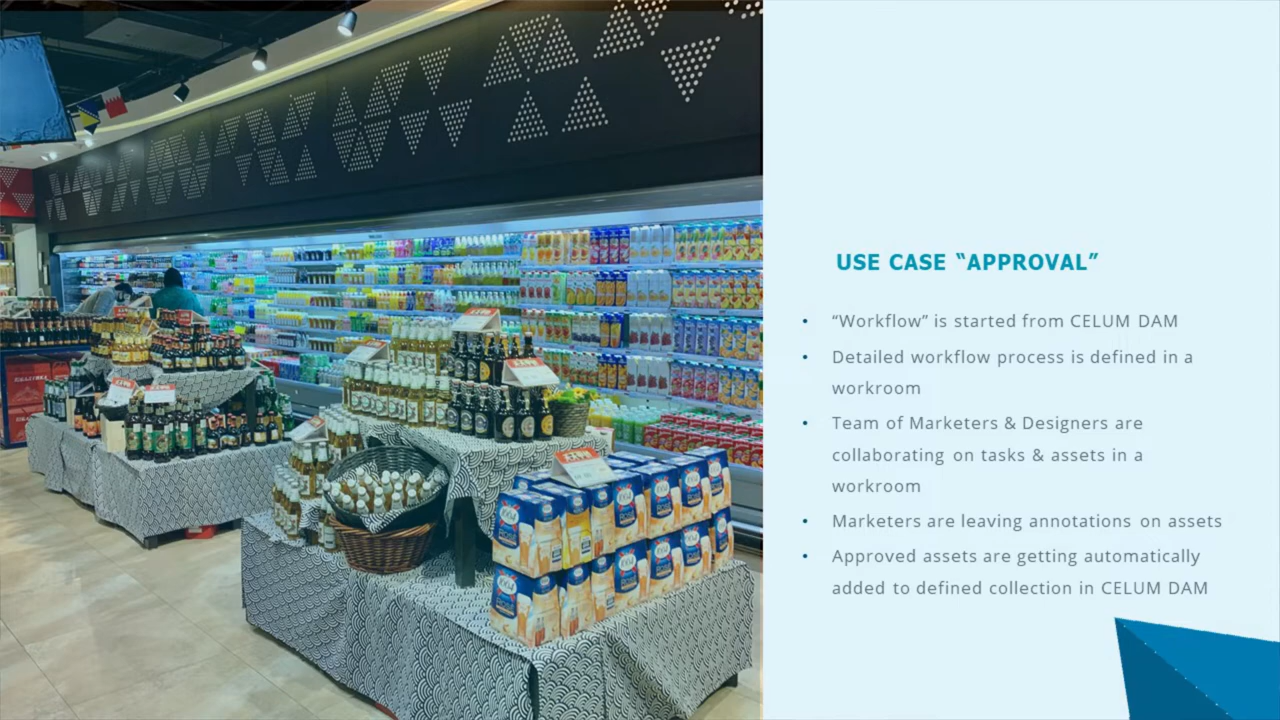 USE CASE “APPROVAL”
• “Workflow” is started from CELUM DAM
• Detailed workflow process is defined in a
workroom
• Team of Marketers & Designers are
collaborating on tasks & assets in a
workroom
• Marketers are leaving annotations on assets
• Approved assets are getting automatically
added to defined collection in CELUM DAM